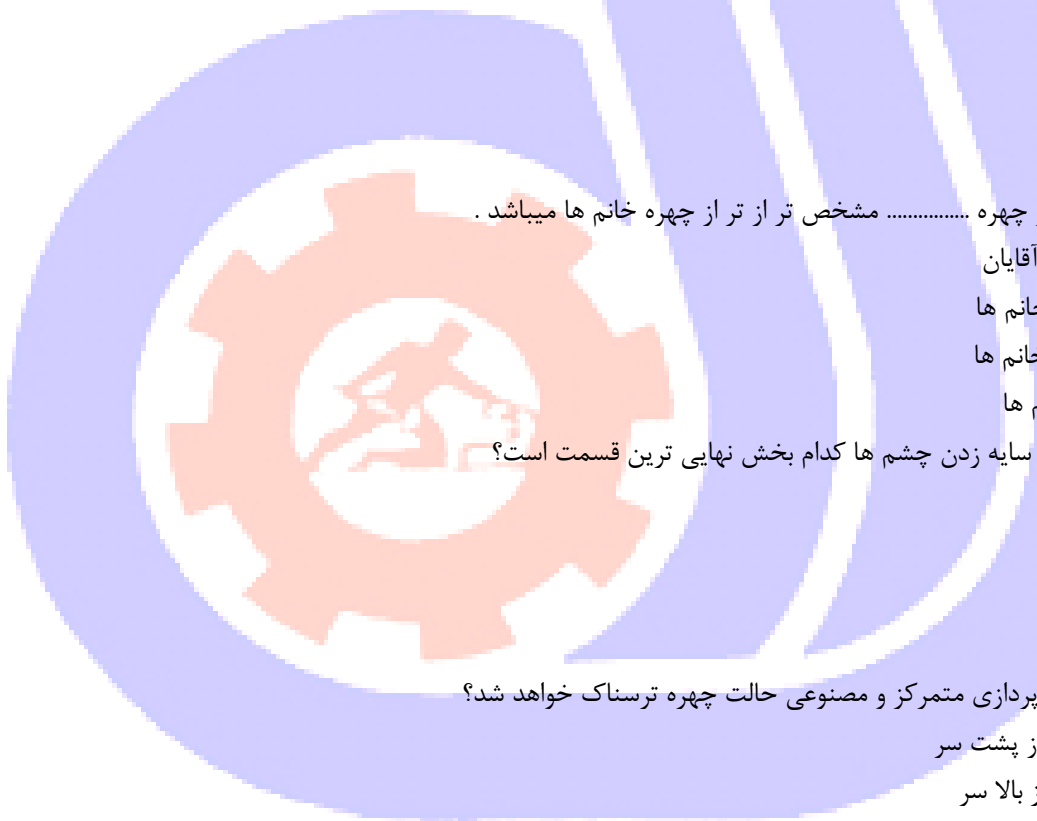 چهره ............... مشخص تر از تر از چهره خانم ها میباشد .
آقایان
خانم ها
خانم ها
ها
سایه زدن چشم ها کدام بخش نهایی ترین قسمت است؟
پردازی متمرکز و مصنوعی حالت چهره ترسناک خواهد شد؟
از پشت سر
از بالا سر